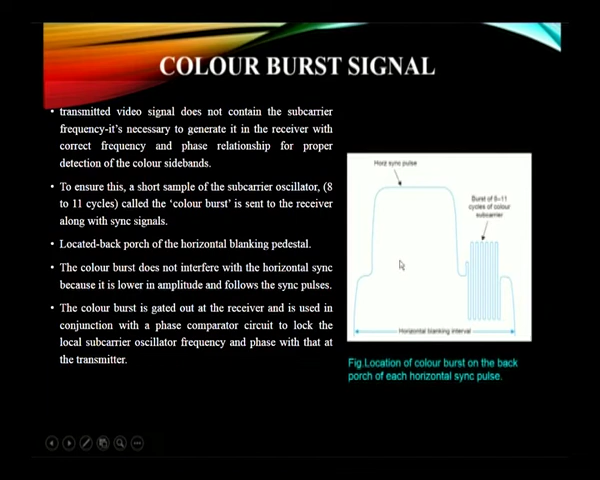 COLOUR BURST SIGNAL
• transmitted video signal does not contain the subcarrier
frequency-it's necessary to generate it in the receiver with
correct frequency and phase relationship for proper
detection of the colour sidebands.
• To ensure this, a short sample of the subcarrier oscillator, (8
to 11 cycles) called the 'colour burst' is sent to the receiver
along with sync signals.
• Located-back porch of the horizontal blanking pedestal.
• The colour burst does not interfere with the horizontal sync
because it is lower in amplitude and follows the sync pulses.
• The colour burst is gated out at the receiver and is used in
conjunction with a phase comparator circuit to lock the
local subcarrier oscillator frequency and phase with that at
the transmitter.
Horiz sync pulse
Burst of 8-11
cycles of colour
subcarrier
Horizontal blanking interval
Fig.Location of colour burst on the back
porch of each horizontal sync pulse.